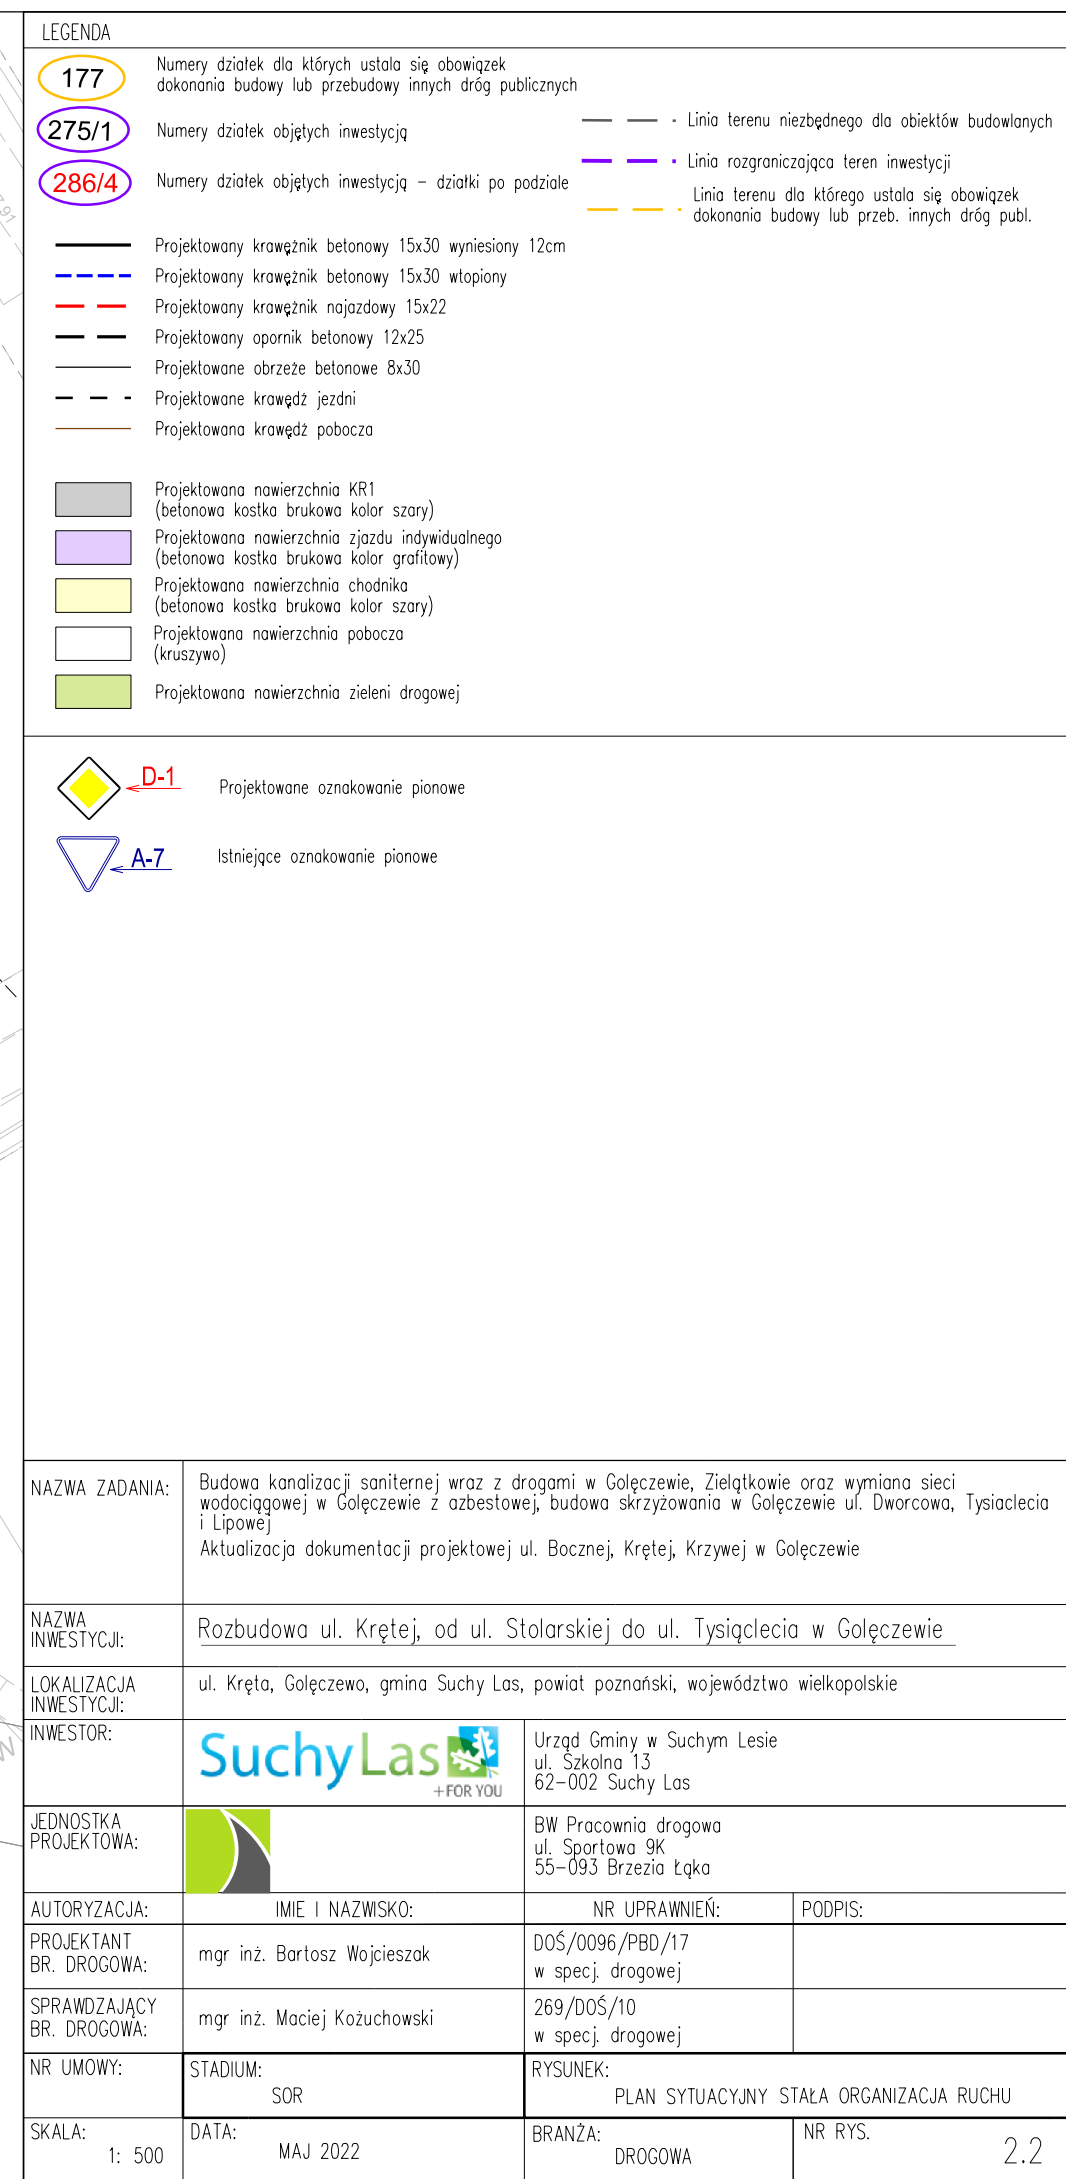 LEGENDA
177
Numery działek dla których ustala się obowiązek
dokonania budowy lub przebudowy innych dróg publicznych
275/1
Numery działek objętych inwestycją
286/4
Numery działek objętych inwestycją – działki po podziale
Linia terenu niezbędnego dla obiektów budowlanych
Linia rozgraniczająca teren inwestycji
Linia terenu dla którego ustala się obowiązek
dokonania budowy lub przeb. innych dróg publ.
Projektowany krawężnik betonowy 15x30 wyniesiony 12cm
Projektowany krawężnik betonowy 15x30 wtopiony
Projektowany krawężnik najazdowy 15x22
Projektowany opornik betonowy 12x25
Projektowane obrzeże betonowe 8x30
Projektowane krawędź jezdni
Projektowana krawędź pobocza
Projektowana nawierzchnia KR1
(betonowa kostka brukowa kolor szary)
Projektowana nawierzchnia zjazdu indywidualnego
(betonowa kostka brukowa kolor grafitowy)
Projektowana nawierzchnia chodnika
(betonowa kostka brukowa kolor szary)
Projektowana nawierzchnia pobocza
(kruszywo)
Projektowana nawierzchnia zieleni drogowej
D-1
Projektowane oznakowanie pionowe
A-7
Istniejące oznakowanie pionowe
NAZWA ZADANIA:
Budowa kanalizacji saniternej wraz z drogami w Golęczewie, Zielątkowie oraz wymiana sieci
wodociągowej w Golęczewie z azbestowej, budowa skrzyżowania w Golęczewie ul. Dworcowa, Tysiaclecia
i Lipowej
Aktualizacja dokumentacji projektowej ul. Bocznej, Krętej, Krzywej w Golęczewie
NAZWA
INWESTYCJI:
Rozbudowa ul. Krętej, od ul. Stolarskiej do ul. Tysiąclecia w Golęczewie
LOKALIZACJA
INWESTYCJI:
ul. Kręta, Golęczewo, gmina Suchy Las, powiat poznański, województwo wielkopolskie
INWESTOR:
Suchy Las
+FOR YOU
Urząd Gminy w Suchym Lesie
ul. Szkolna 13
62–002 Suchy Las
JEDNOSTKA
PROJEKTOWA:
BW Pracownia drogowa
ul. Sportowa 9K
55–093 Brzezia Łąka
AUTORYZACJA:
IMIE I NAZWISKO:
NR UPRAWNIEŃ:
PODPIS:
PROJEKTANT
BR. DROGOWA:
mgr inż. Bartosz Wojcieszak
DOŚ/0096/PBD/17
w specj. drogowej
SPRAWDZAJĄCY
BR. DROGOWA:
mgr inż. Maciej Kożuchowski
269/DOŚ/10
w specj. drogowej
NR UMOWY:
STADIUM:
SOR
RYSUNEK:
PLAN SYTUACYJNY STAŁA ORGANIZACJA RUCHU
SKALA:
1: 500
DATA:
MAJ 2022
BRANŻA:
DROGOWA
NR RYS.
2.2